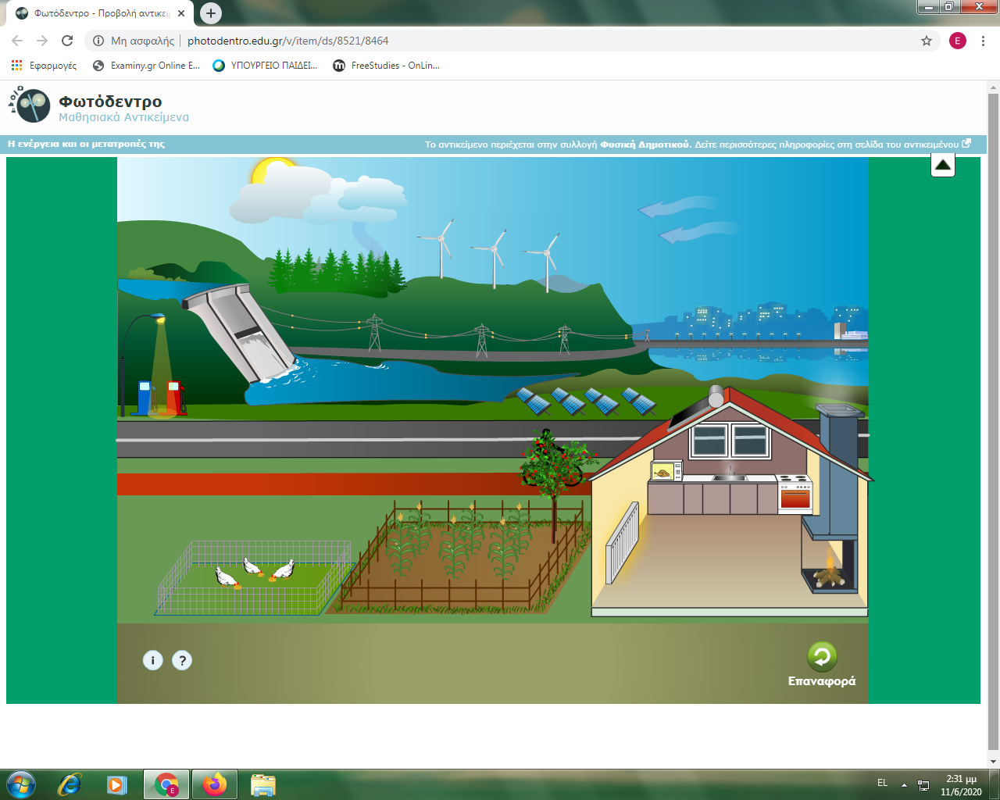 Φωτόδεντρο - Προβολή αντικει
Μη ασφαλής | photodentro.edu.gr/v/item/ds/8521/8464
E
Εφαρμογές
Examiny.gr Online E...
ΥΠΟΥΡΓΕΙΟ ΠΑΙΔΕΙ...
FreeStudies - OnLin...
Φωτόδεντρο
Μαθησιακά Αντικείμενα
Η ενέργεια και οι μετατροπές της
Το αντικείμενο περιέχεται στην συλλογή Φυσική Δημοτικού. Δείτε περισσότερες πληροφορίες στη σελίδα του αντικειμένου
i ?
Επαναφορά
E
EL
2:31 μμ
11/6/2020